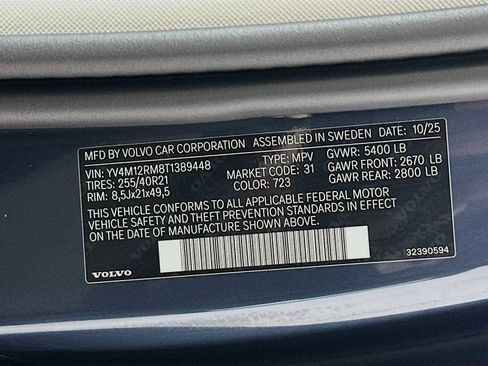 MFD BY VOLVO CAR CORPORATION ASSEMBLED IN SWEDEN 10/25
VIN: YV4M12RM8T1389448 TYPE: MPV GVWR: 5400 LB
TIRES: 255/40R21 MARKET CODE: 31 GAWR FRONT: 2670 LB
RIM: 8,5Jx21x49,5 COLOR: 723 GAWR REAR: 2800 LB
THIS VEHICLE CONFORMS TO ALL APPLICABLE FEDERAL MOTOR
VEHICLE SAFETY AND THEFT PREVENTION STANDARDS IN EFFECT
ON THE DATE OF MANUFACTURE SHOWN ABOVE.
VOLVO
32390594